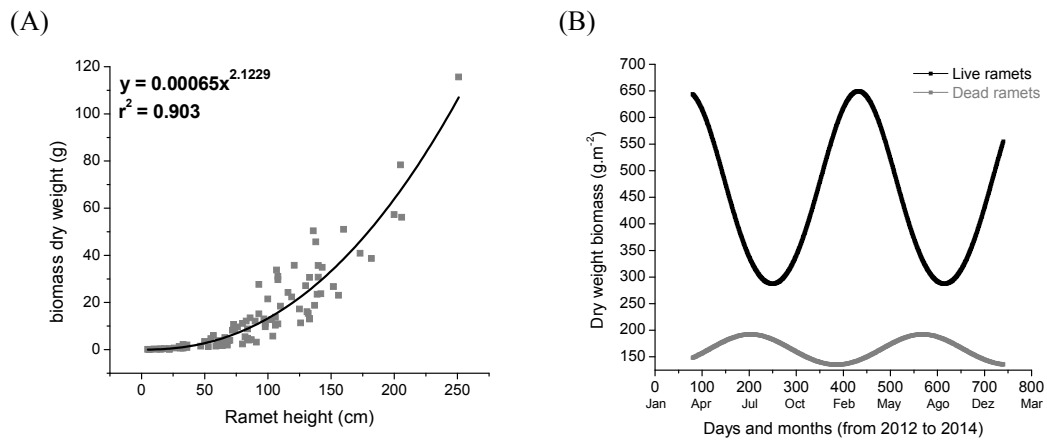 (A)
(B)
y = 0.00065x^2.1229
r^2 = 0.903
120
100
80
60
40
20
0
biomass dry weight (g)
0 50 100 150 200 250
Ramet height (cm)
Live ramets
Dead ramets
700
650
600
550
500
450
400
350
300
250
200
150
Dry weight biomass (g.m^-2)
0 100 200 300 400 500 600 700 800
Jan Apr Jul Oct Feb May Ago Dez Mar
Days and months (from 2012 to 2014)